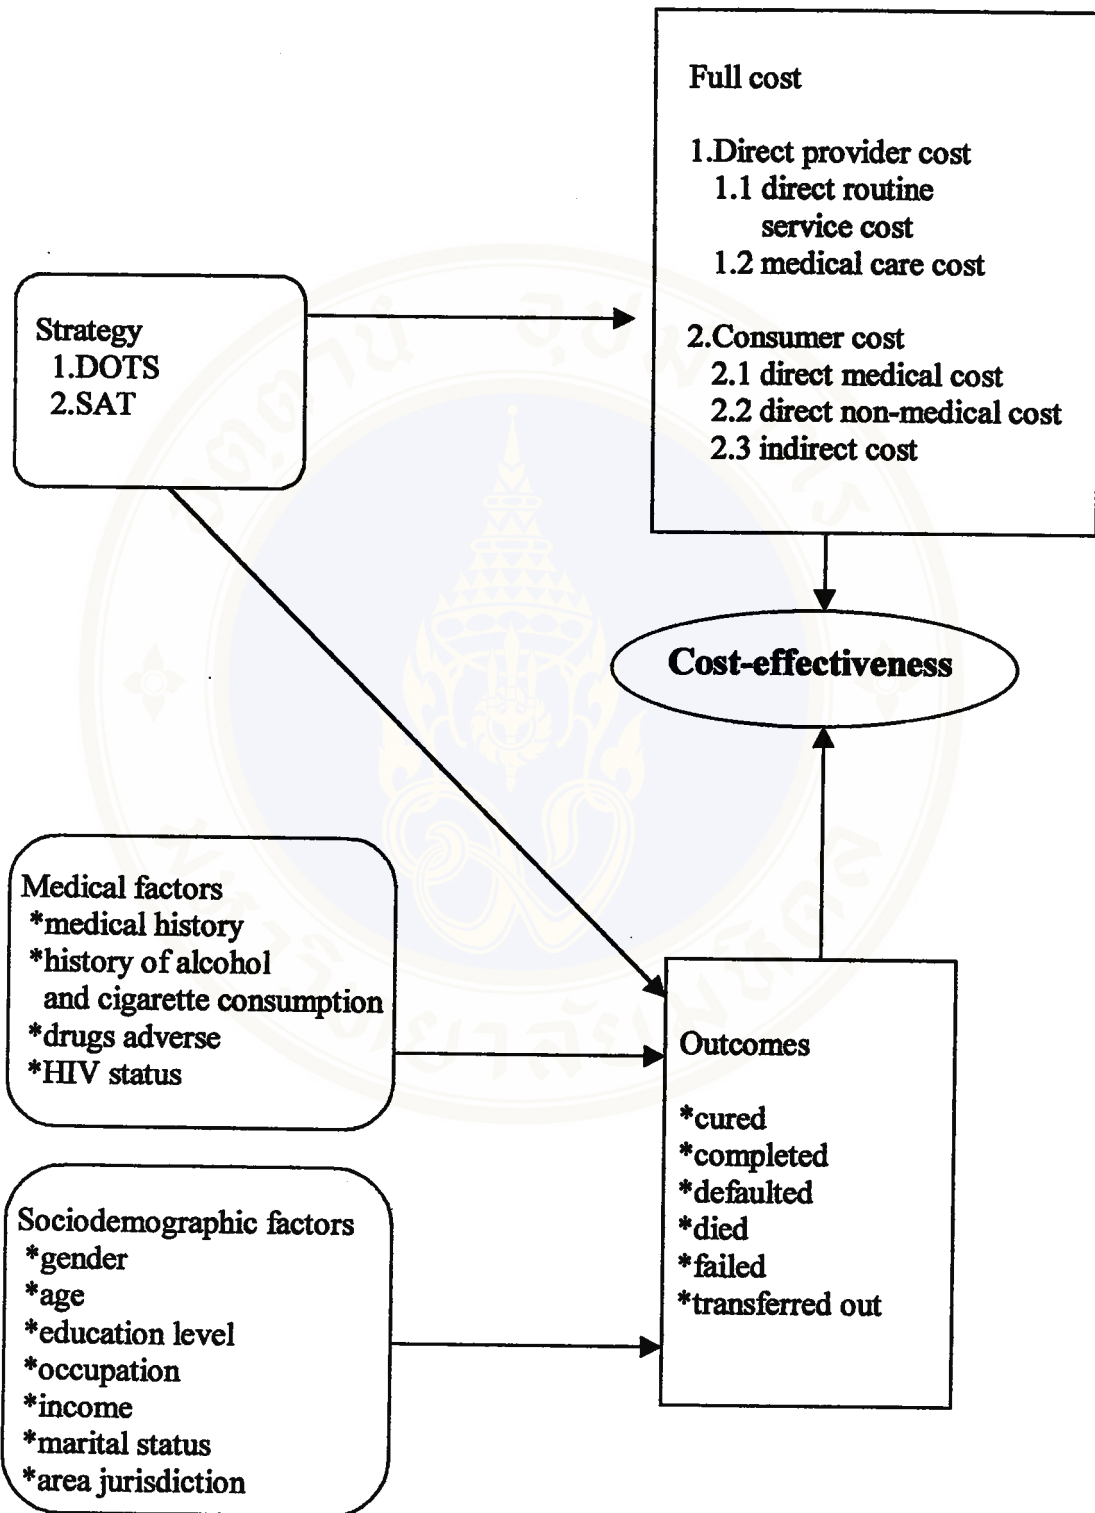 Full cost
1.Direct provider cost
1.1 direct routine
service cost
1.2 medical care cost
2.Consumer cost
2.1 direct medical cost
2.2 direct non-medical cost
2.3 indirect cost
Strategy
1.DOTS
2.SAT
Cost-effectiveness
Medical factors
*medical history
*history of alcohol
and cigarette consumption
*drugs adverse
*HIV status
Outcomes
*cured
*completed
*defaulted
*died
*failed
*transferred out
Sociodemographic factors
*gender
*age
*education level
*occupation
*income
*marital status
*area jurisdiction